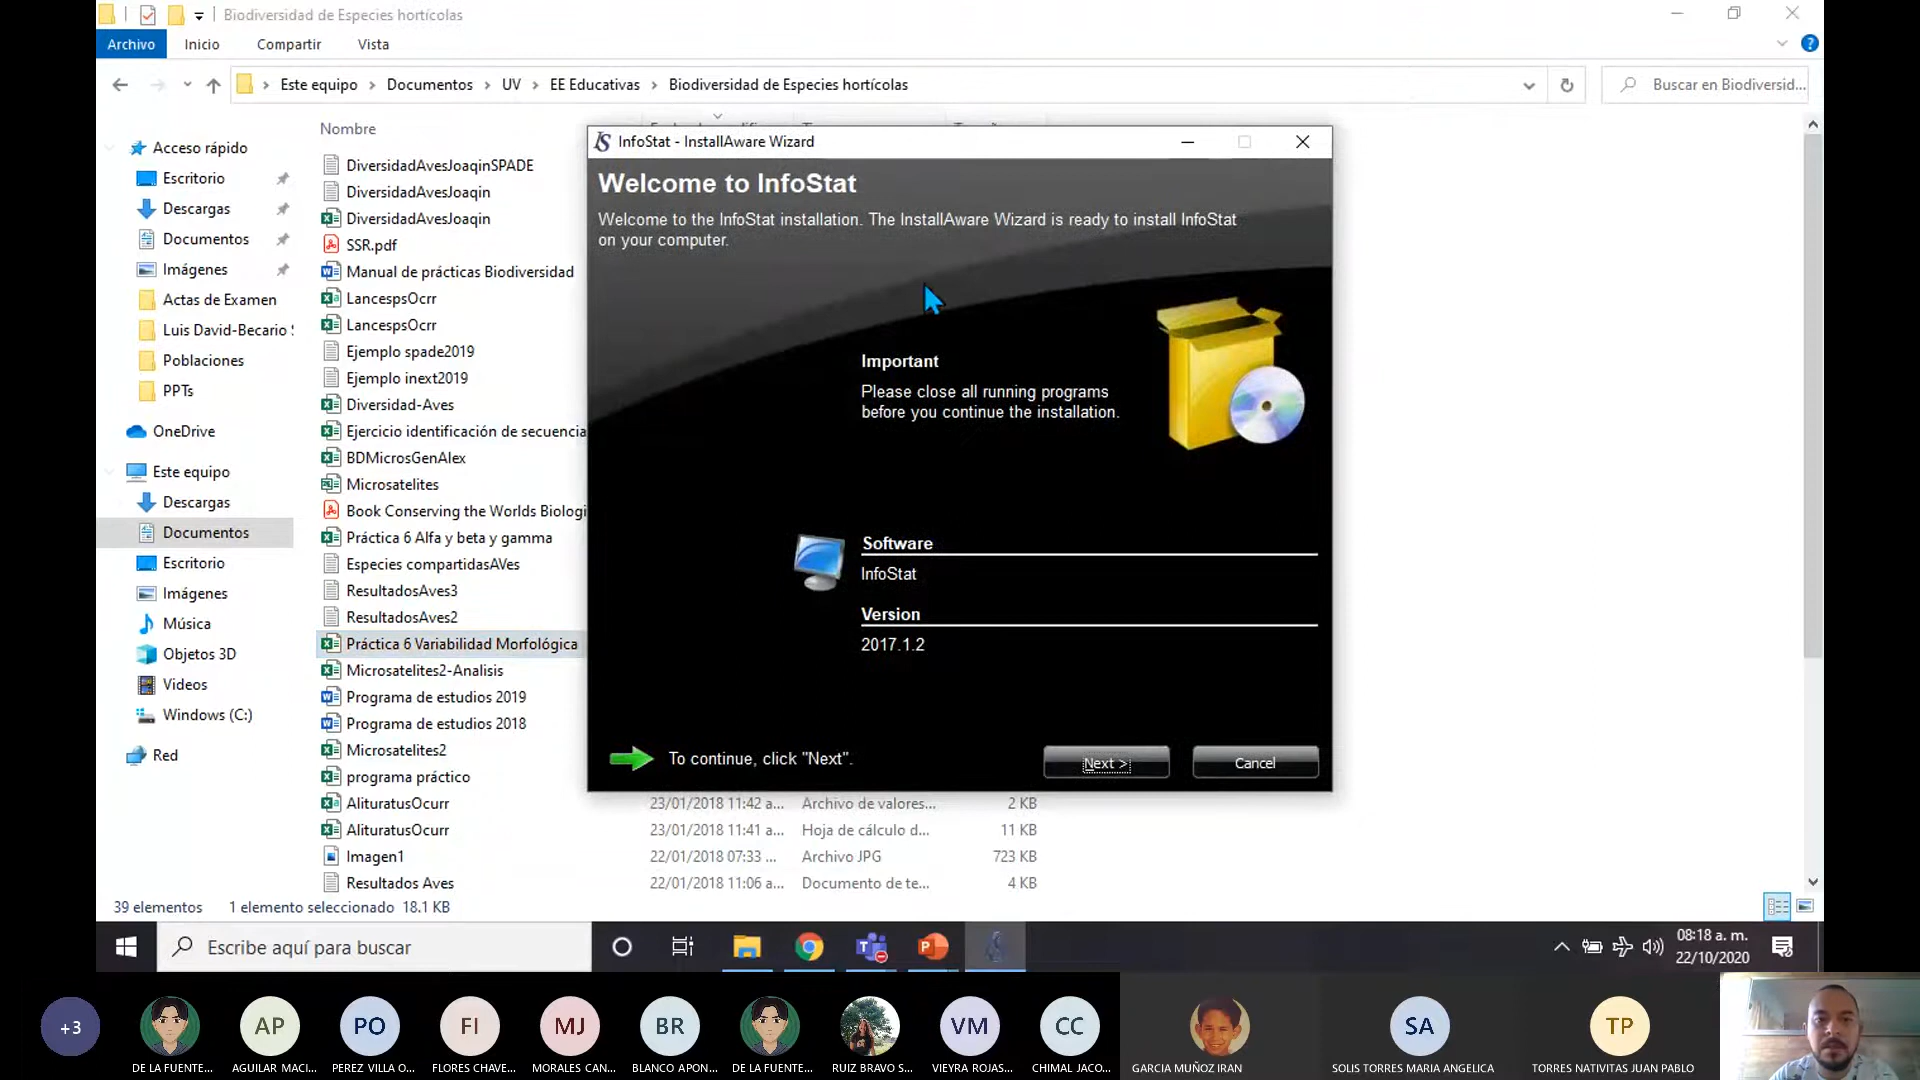 Biodiversidad de Especies hortícolas
Archivo
Inicio
Compartir
Vista
Este equipo
Documentos
UV
EE Educativas
Biodiversidad de Especies hortícolas
Buscar en Biodiversid...
Nombre
Acceso rápido
Escritorio
Descargas
Documentos
Imágenes
Actas de Examen
Luis David-Becario
Poblaciones
PPTs
OneDrive
Este equipo
Descargas
Documentos
Escritorio
Imágenes
Música
Objetos 3D
Videos
Windows (C:)
Red
DiversidadAvesJoaqinSPADE
DiversidadAvesJoaqin
DiversidadAvesJoaqin
SSR.pdf
Manual de prácticas Biodiversidad
LancespsOcrr
LancespsOcrr
Ejemplo spade2019
Ejemplo inext2019
Diversidad-Aves
Ejercicio identificación de secuencia
BDMicrosGenAlex
Microsatelites
Book Conserving the Worlds Biologi
Práctica 6 Alfa y beta y gamma
Especies compartidasAVes
ResultadosAves3
ResultadosAves2
Práctica 6 Variabilidad Morfológica
Microsatelites2-Analisis
Programa de estudios 2019
Programa de estudios 2018
Microsatelites2
programa práctico
AlituratusOcurr 23/01/2018 11:42 a... Archivo de valores... 2 KB
AlituratusOcurr 23/01/2018 11:41 a... Hoja de cálculo d... 11 KB
Imagen1 22/01/2018 07:33 ... Archivo JPG 723 KB
Resultados Aves 22/01/2018 11:06 a... Documento de te... 4 KB
39 elementos 1 elemento seleccionado 18.1 KB
InfoStat - InstallAware Wizard
Welcome to InfoStat
Welcome to the InfoStat installation. The InstallAware Wizard is ready to install InfoStat
on your computer.
Important
Please close all running programs
before you continue the installation.
Software
InfoStat
Version
2017.1.2
To continue, click "Next".
Next >
Cancel
Escribe aquí para buscar
08:18 a. m.
22/10/2020
+3
AP
PO
FI
MJ
BR
VM
CC
SA
TP
DE LA FUENTE...
AGUILAR MACI...
PEREZ VILLA O...
FLORES CHAVE...
MORALES CAN...
BLANCO APON...
DE LA FUENTE...
RUIZ BRAVO S...
VIEYRA ROJAS...
CHIMAL JACO...
GARCIA MUÑOZ IRAN
SOLIS TORRES MARIA ANGELICA
TORRES NATIVITAS JUAN PABLO